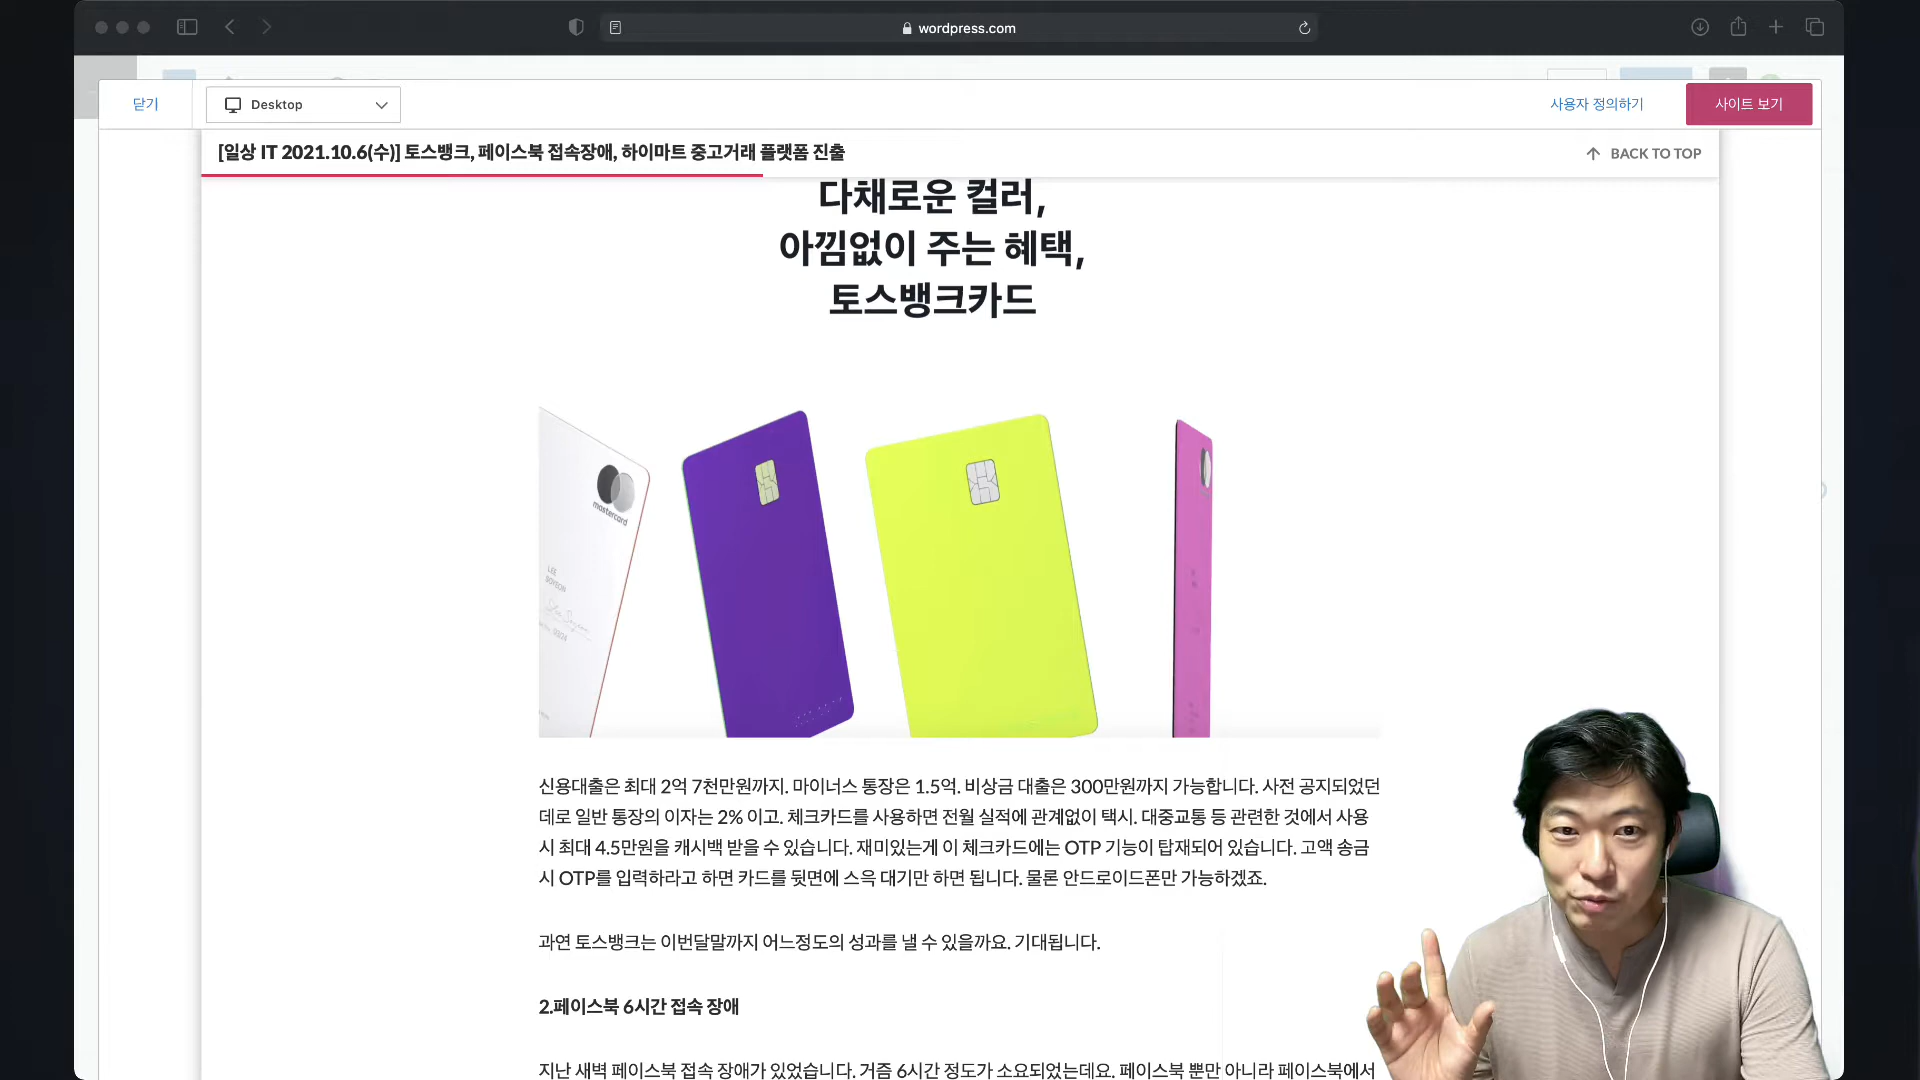 wordpress.com
닫기
Desktop
사용자 정의하기
사이트 보기
[일상 IT 2021.10.6(수)] 토스뱅크, 페이스북 접속장애, 하이마트 중고거래 플랫폼 진출
BACK TO TOP
다채로운 컬러,
아낌없이 주는 혜택,
토스뱅크카드
mastercard
LEE
SOYEON
신용대출은 최대 2억 7천만원까지. 마이너스 통장은 1.5억. 비상금 대출은 300만원까지 가능합니다. 사전 공지되었던
데로 일반 통장의 이자는 2% 이고. 체크카드를 사용하면 전월 실적에 관계없이 택시. 대중교통 등 관련한 것에서 사용
시 최대 4.5만원을 캐시백 받을 수 있습니다. 재미있는게 이 체크카드에는 OTP 기능이 탑재되어 있습니다. 고액 송금
시 OTP를 입력하라고 하면 카드를 뒷면에 스윽 대기만 하면 됩니다. 물론 안드로이드폰만 가능하겠죠.
과연 토스뱅크는 이번달말까지 어느정도의 성과를 낼 수 있을까요. 기대됩니다.
2.페이스북 6시간 접속 장애
지난 새벽 페이스북 접속 장애가 있었습니다. 거즘 6시간 정도가 소요되었는데요. 페이스북 뿐만 아니라 페이스북에서